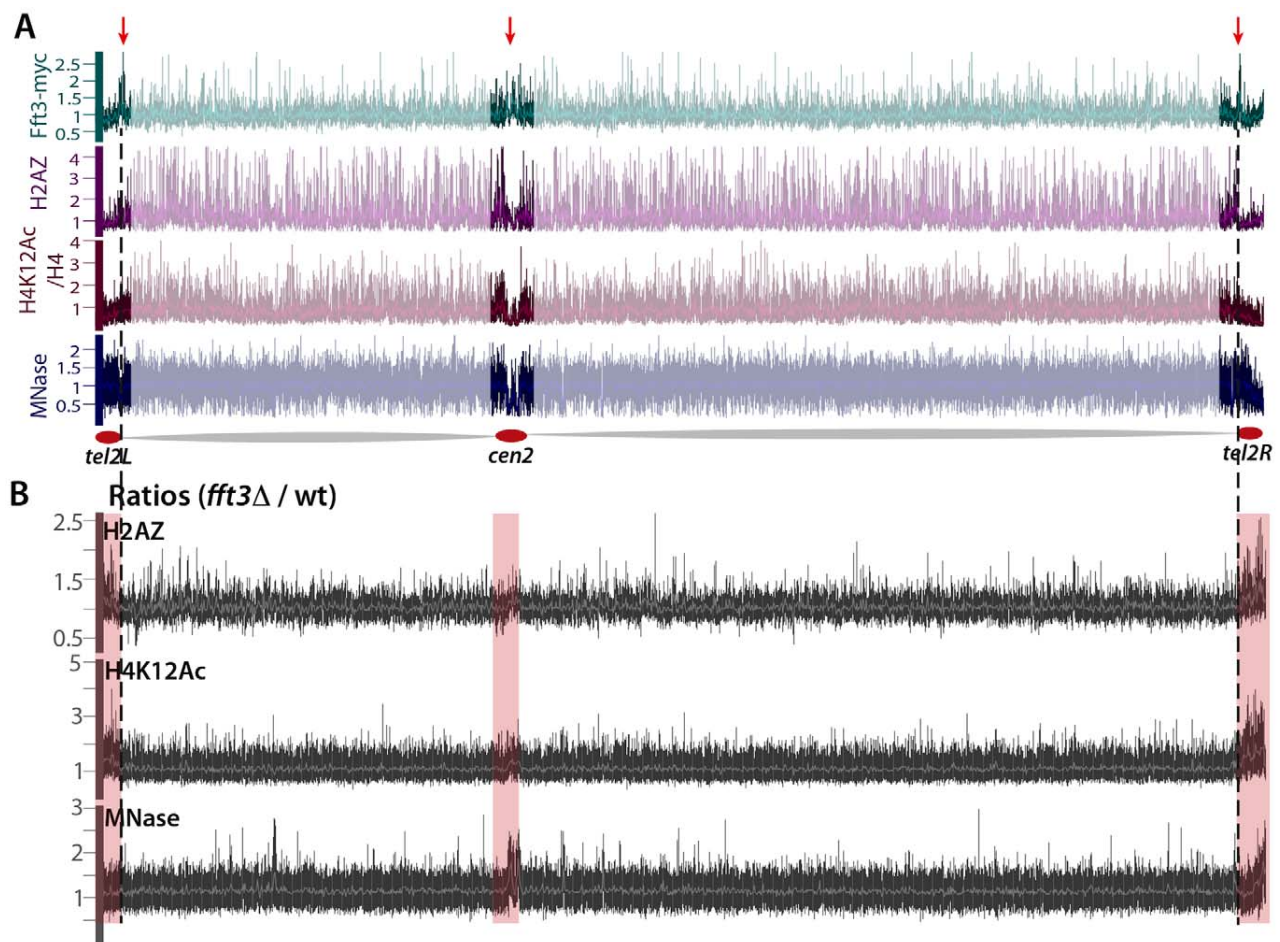 A
Fft3-myc
2.5
2
1.5
1
0.5
H2AZ
4
3
2
1
H4K12Ac
/H4
4
3
2
1
MNase
2
1.5
1
0.5
tel2L
cen2
tel2R
B
Ratios (fft3Δ / wt)
H2AZ
2.5
1.5
0.5
H4K12Ac
5
3
1
MNase
3
2
1